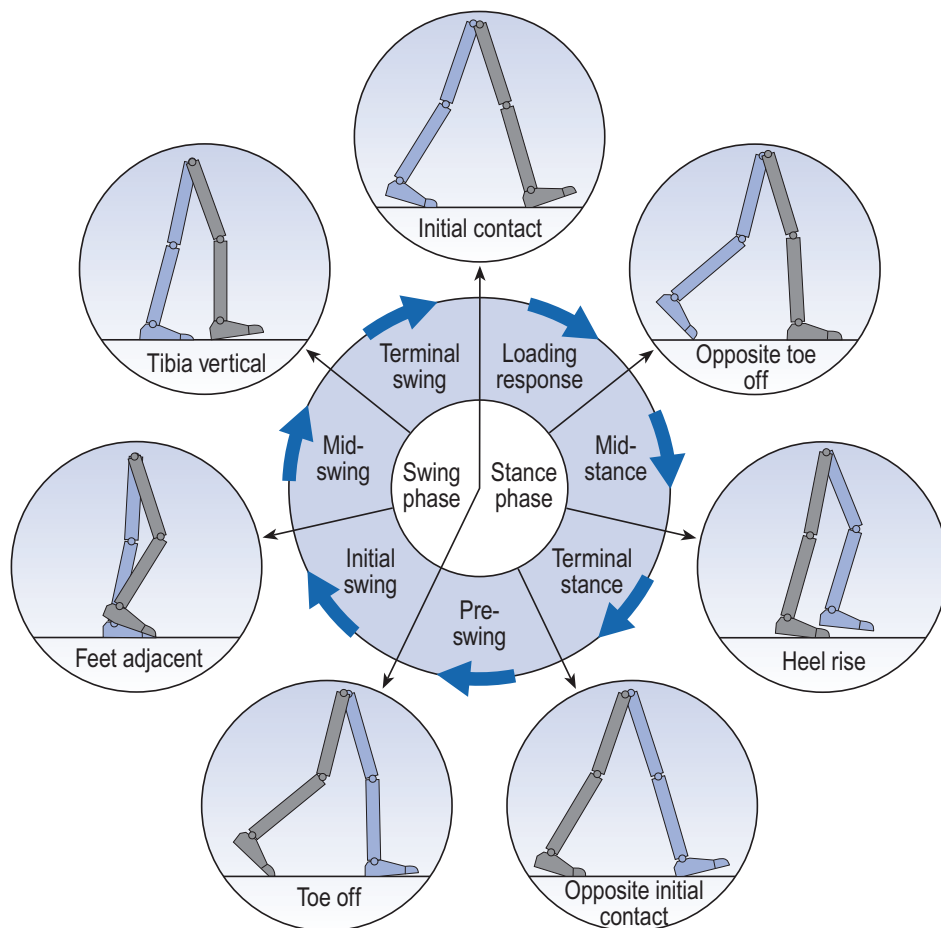 Initial contact
Tibia vertical
Opposite toe
off
Terminal
swing
Loading
response
Mid-
swing
Swing
phase
Stance
phase
Mid-
stance
Initial
swing
Terminal
stance
Pre-
swing
Feet adjacent
Heel rise
Toe off
Opposite initial
contact